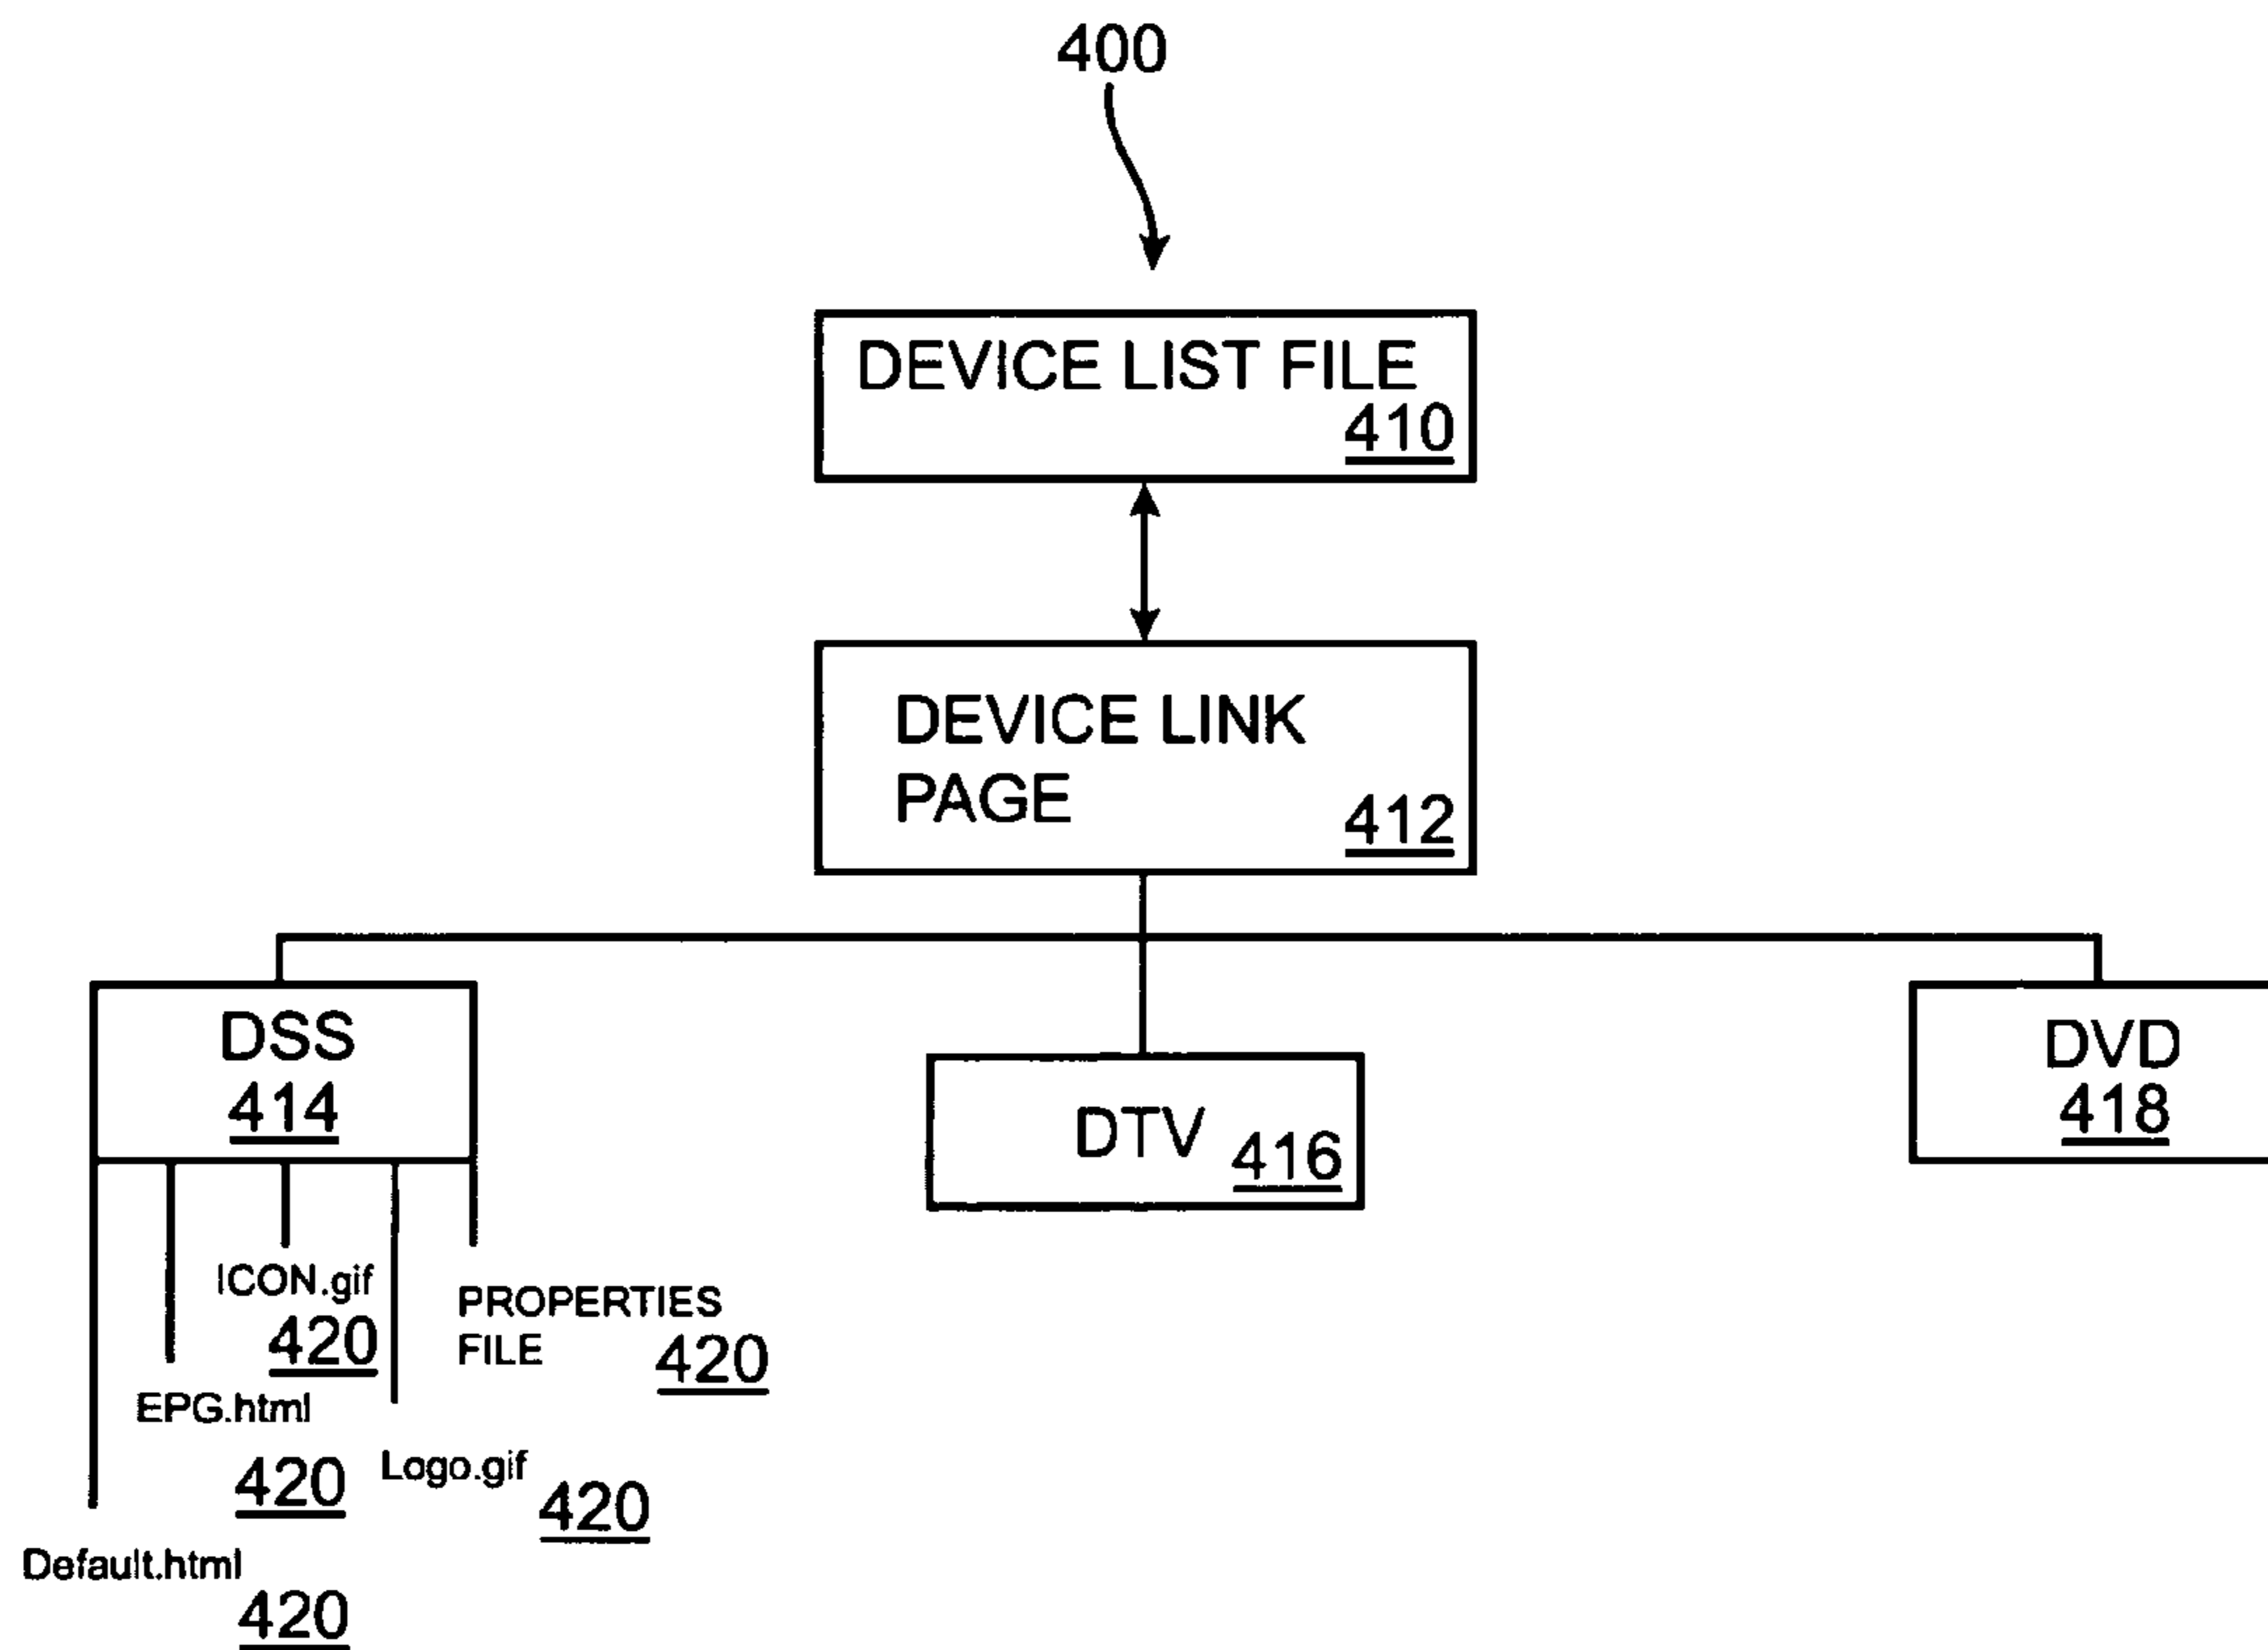 400
DEVICE LIST FILE
410
DEVICE LINK
PAGE
412
DSS
414
DTV
416
DVD
418
ICON.gif
420
PROPERTIES
FILE
420
EPG.html
420
Logo.gif
420
Default.html
420